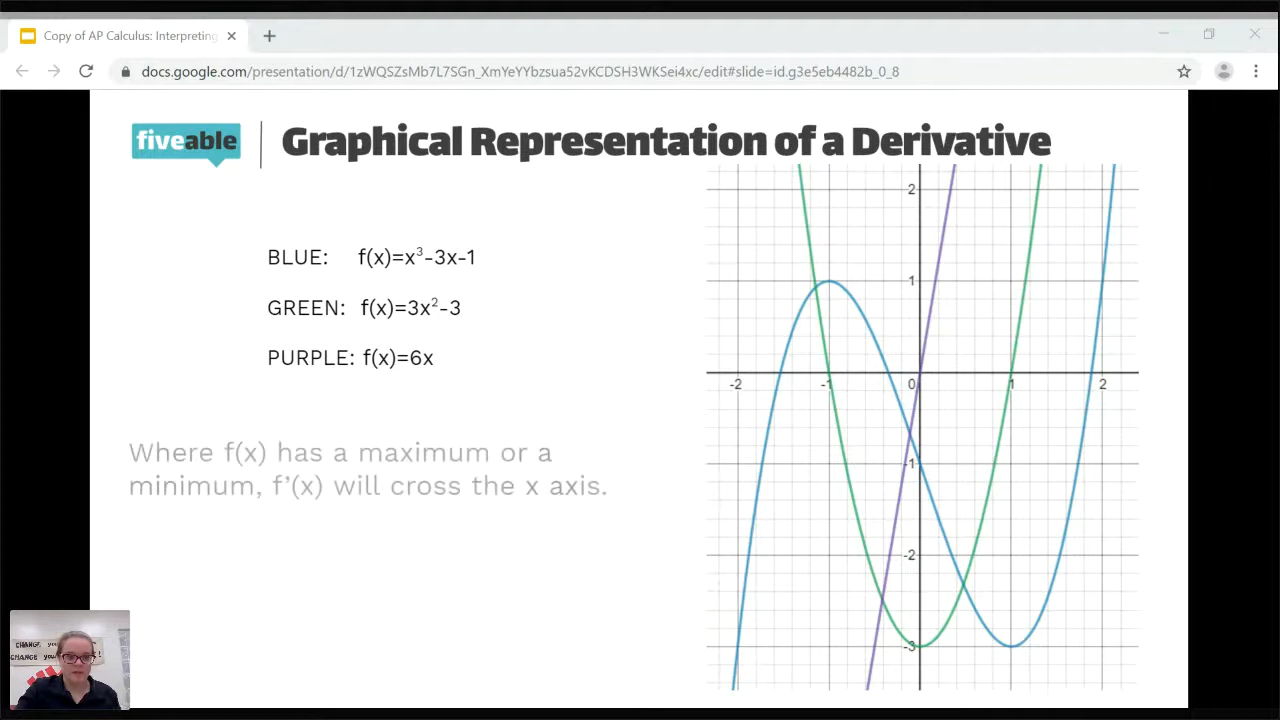 Copy of AP Calculus: Interpreting
docs.google.com/presentation/d/1zWQSZsMb7L7SGn_XmYeYYbzsua52vKCDSH3WKSei4xc/edit#slide=id.g3e5eb4482b_0_8
fiveable
Graphical Representation of a Derivative
BLUE: f(x)=x³-3x-1
GREEN: f(x)=3x²-3
PURPLE: f(x)=6x
Where f(x) has a maximum or a
minimum, f’(x) will cross the x axis.
2
1
-2 -1 0 1 2
-1
-2
-3
CHANGE
CHANGE